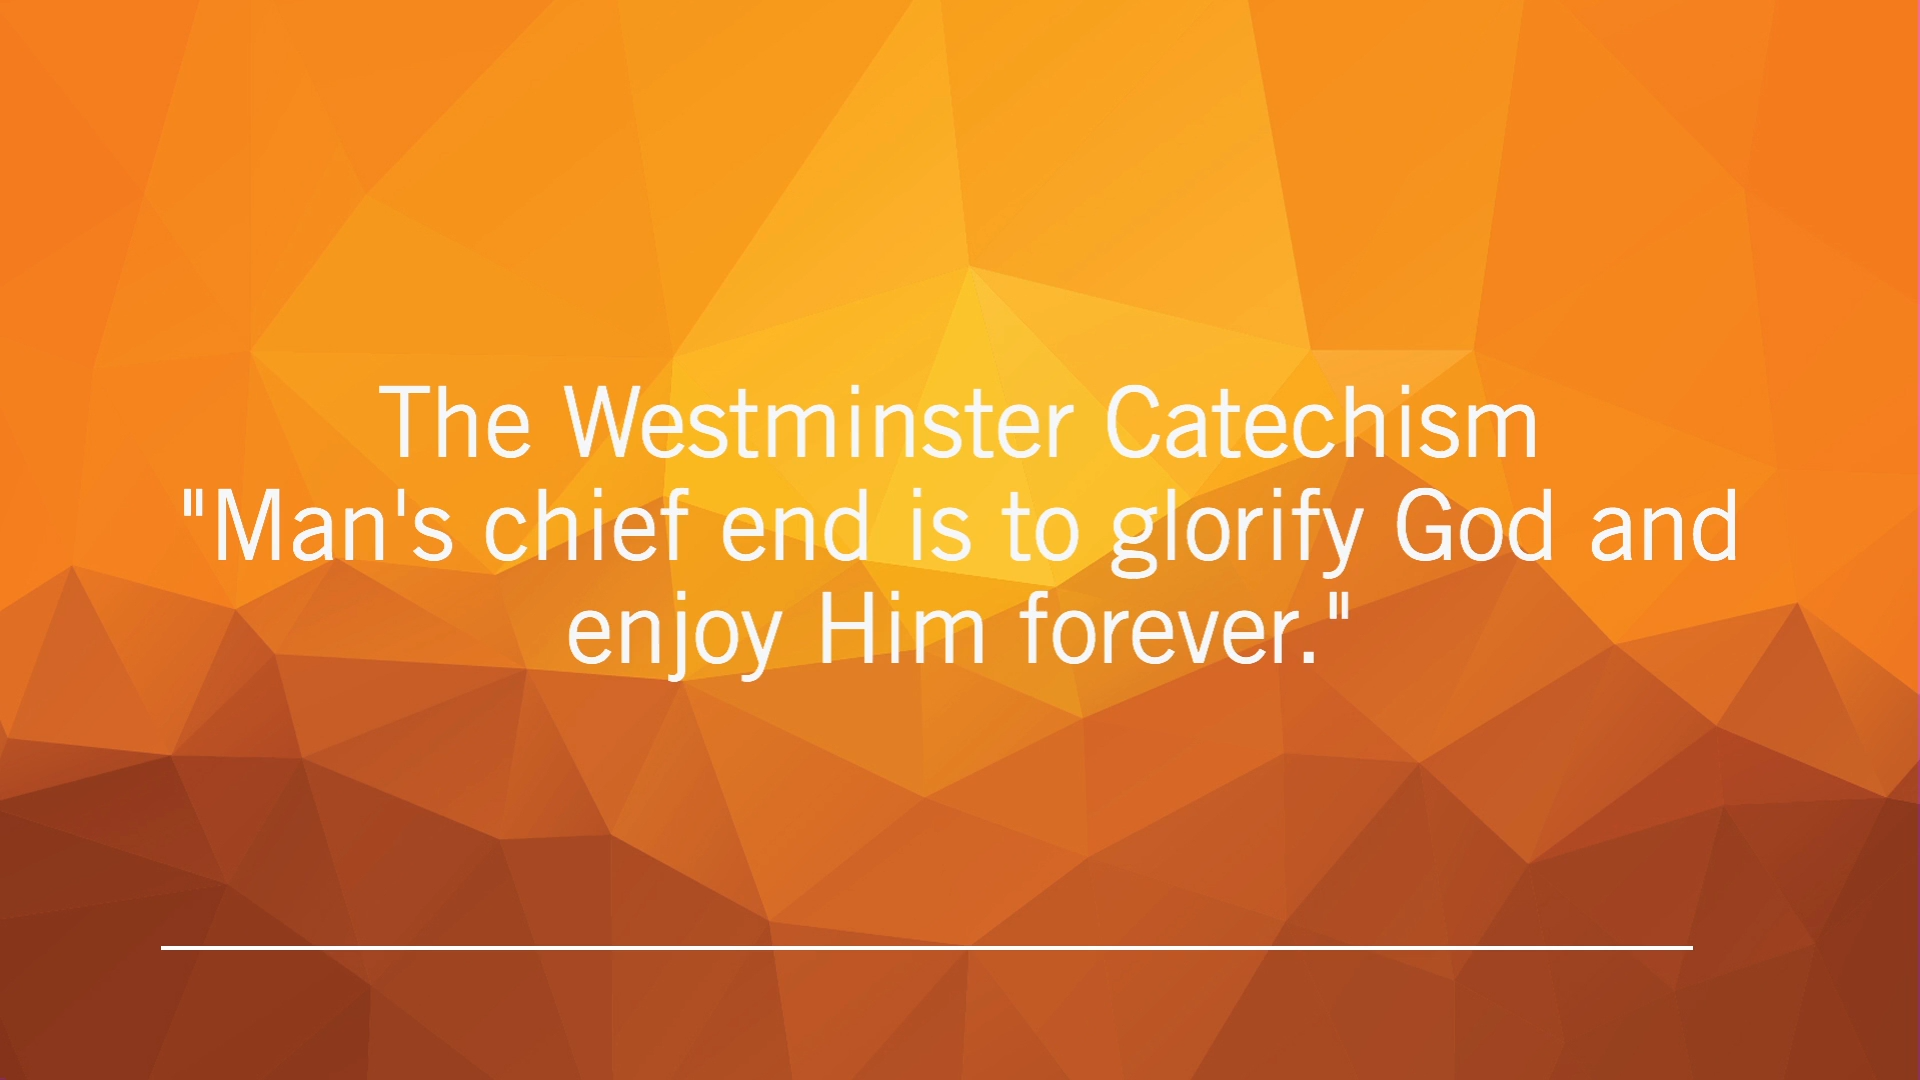 The Westminster Catechism
"Man's chief end is to glorify God and
enjoy Him forever."